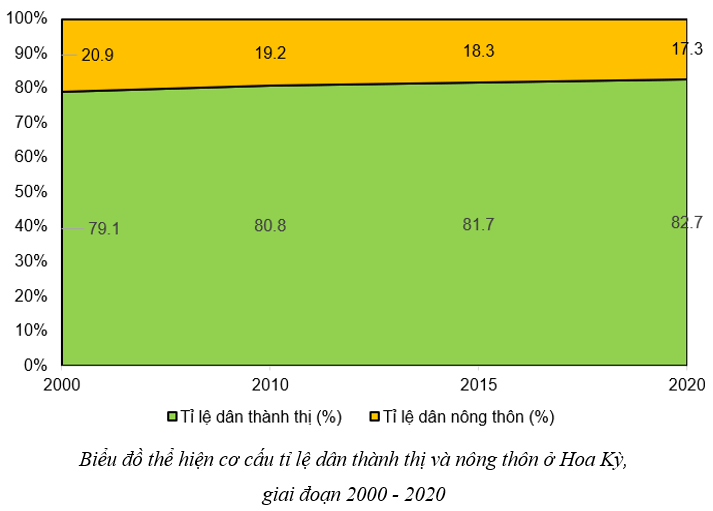 100%
90%
80%
70%
60%
50%
40%
30%
20%
10%
0%
20.9 19.2 18.3 17.3
79.1 80.8 81.7 82.7
2000 2010 2015 2020
Tỉ lệ dân thành thị (%) Tỉ lệ dân nông thôn (%)
Biểu đồ thể hiện cơ cấu tỉ lệ dân thành thị và nông thôn ở Hoa Kỳ,
giai đoạn 2000 - 2020